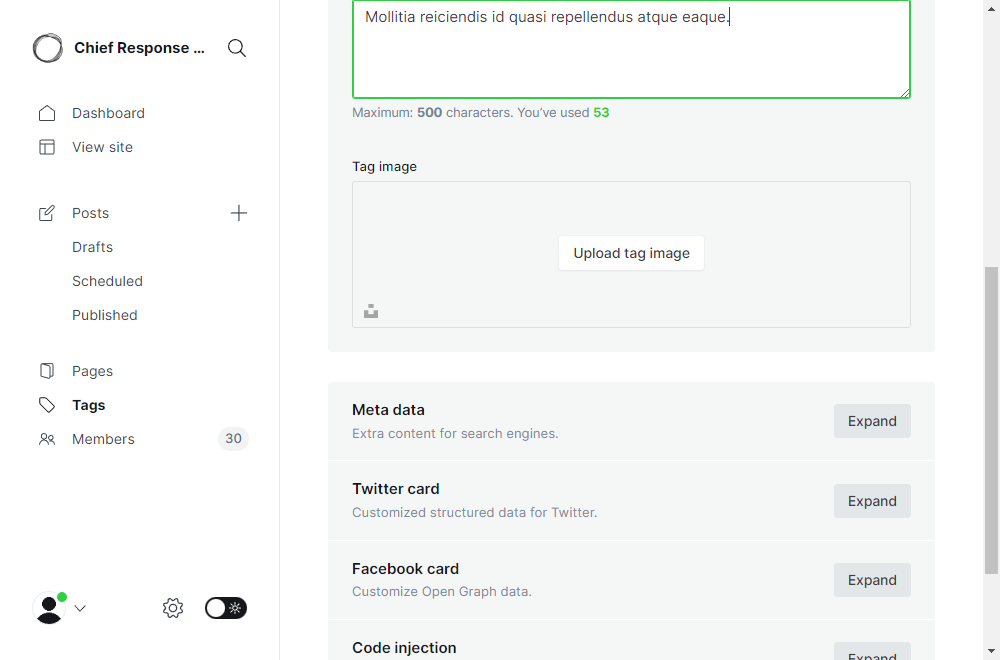 Chief Response ...
Dashboard
View site
Posts
Drafts
Scheduled
Published
Pages
Tags
Members 30
Mollitia reiciendis id quasi repellendus atque eaque.
Maximum: 500 characters. You’ve used 53
Tag image
Upload tag image
Meta data
Extra content for search engines.
Expand
Twitter card
Customized structured data for Twitter.
Expand
Facebook card
Customize Open Graph data.
Expand
Code injection
Expand